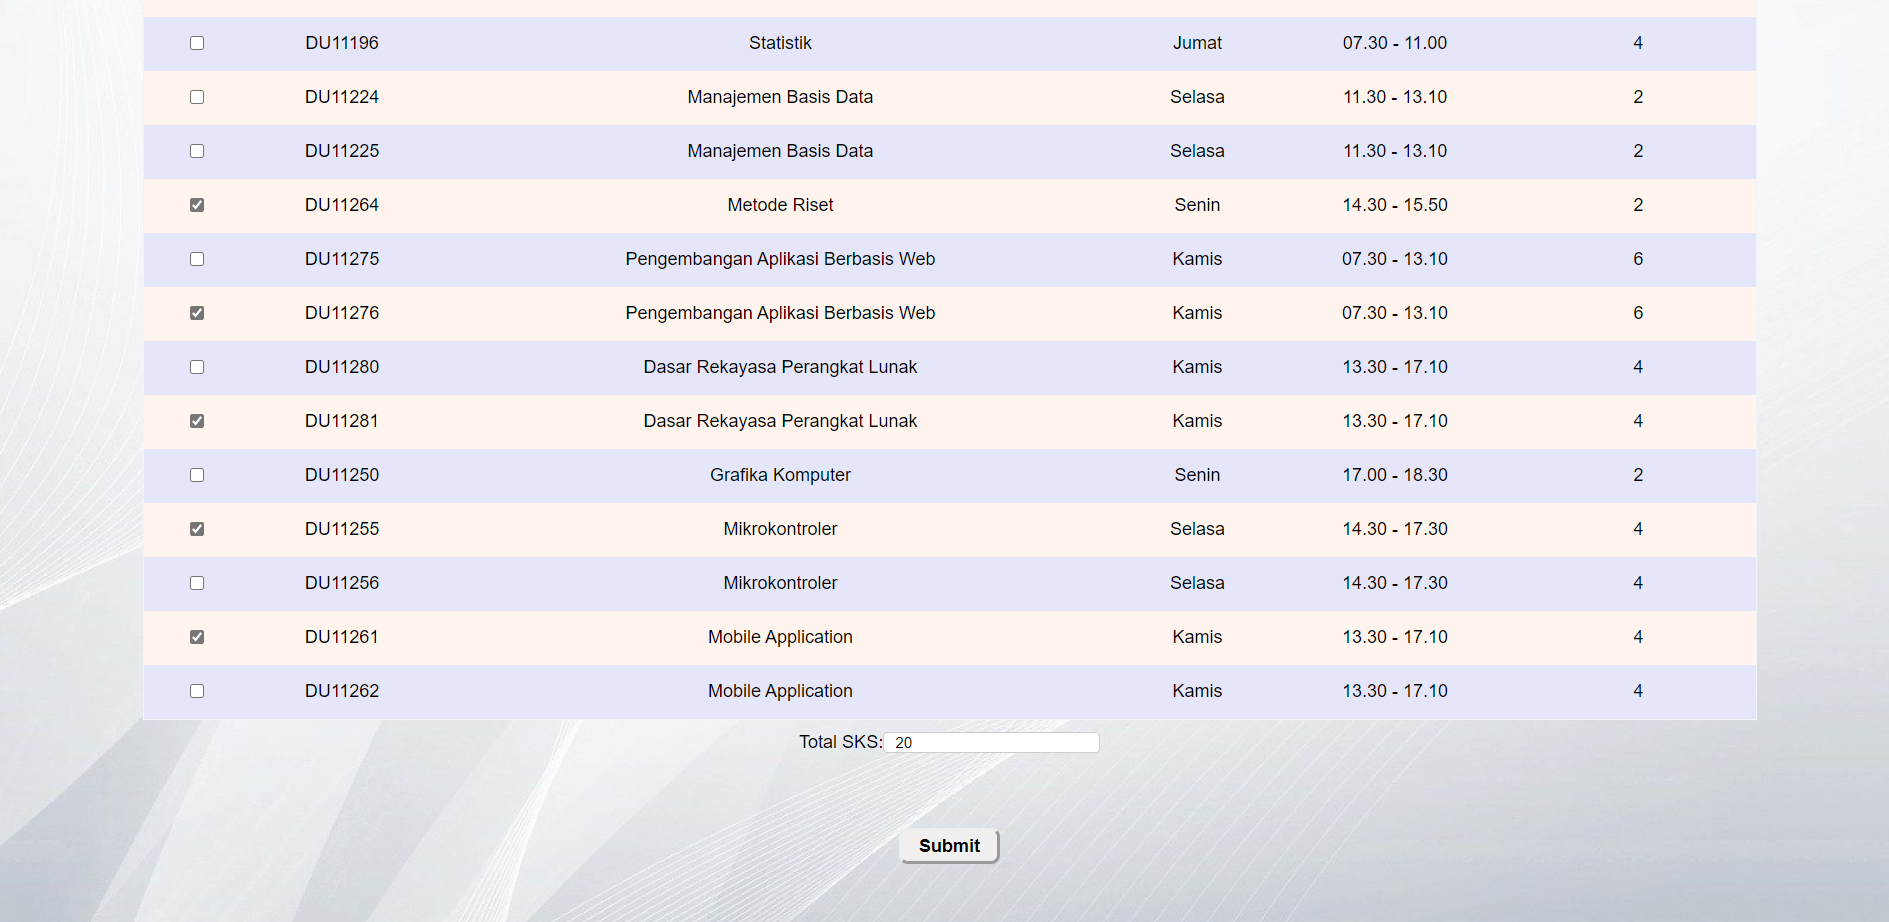 DU11196 Statistik Jumat 07.30 - 11.00 4
DU11224 Manajemen Basis Data Selasa 11.30 - 13.10 2
DU11225 Manajemen Basis Data Selasa 11.30 - 13.10 2
DU11264 Metode Riset Senin 14.30 - 15.50 2
DU11275 Pengembangan Aplikasi Berbasis Web Kamis 07.30 - 13.10 6
DU11276 Pengembangan Aplikasi Berbasis Web Kamis 07.30 - 13.10 6
DU11280 Dasar Rekayasa Perangkat Lunak Kamis 13.30 - 17.10 4
DU11281 Dasar Rekayasa Perangkat Lunak Kamis 13.30 - 17.10 4
DU11250 Grafika Komputer Senin 17.00 - 18.30 2
DU11255 Mikrokontroler Selasa 14.30 - 17.30 4
DU11256 Mikrokontroler Selasa 14.30 - 17.30 4
DU11261 Mobile Application Kamis 13.30 - 17.10 4
DU11262 Mobile Application Kamis 13.30 - 17.10 4
Total SKS: 20
Submit